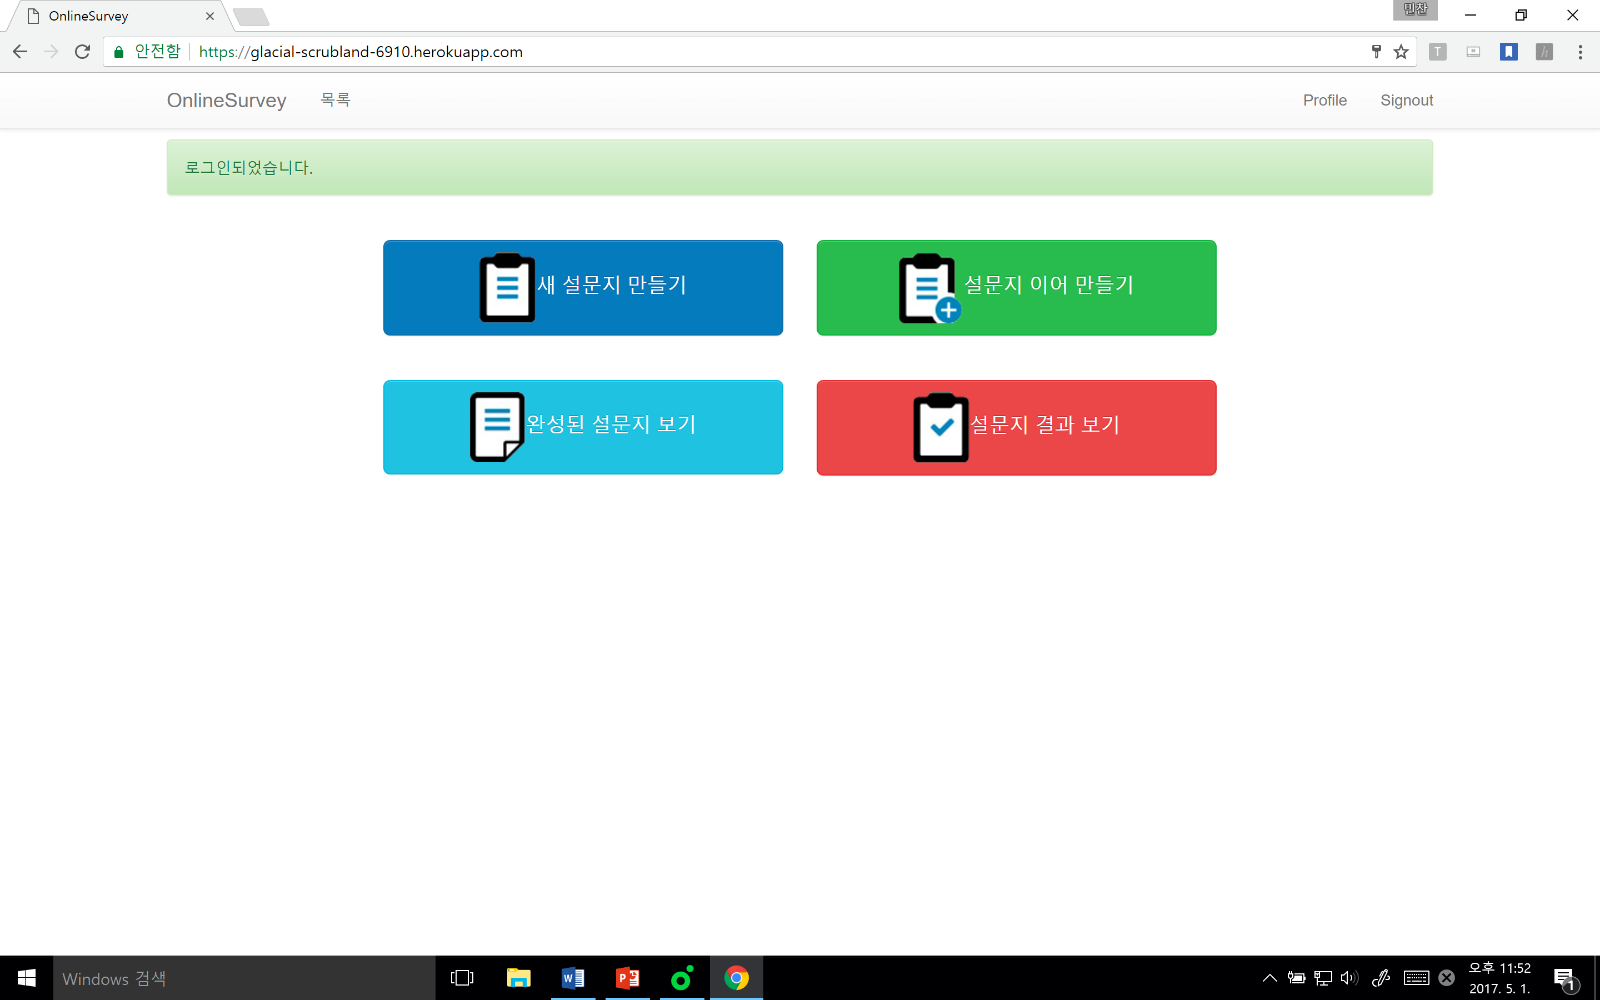 OnlineSurvey
민찬
안전함 https://glacial-scrubland-6910.herokuapp.com
T
h
OnlineSurvey 목록 Profile Signout
로그인되었습니다.
새 설문지 만들기
설문지 이어 만들기
완성된 설문지 보기
설문지 결과 보기
Windows 검색
오후 11:52
2017. 5. 1.
1